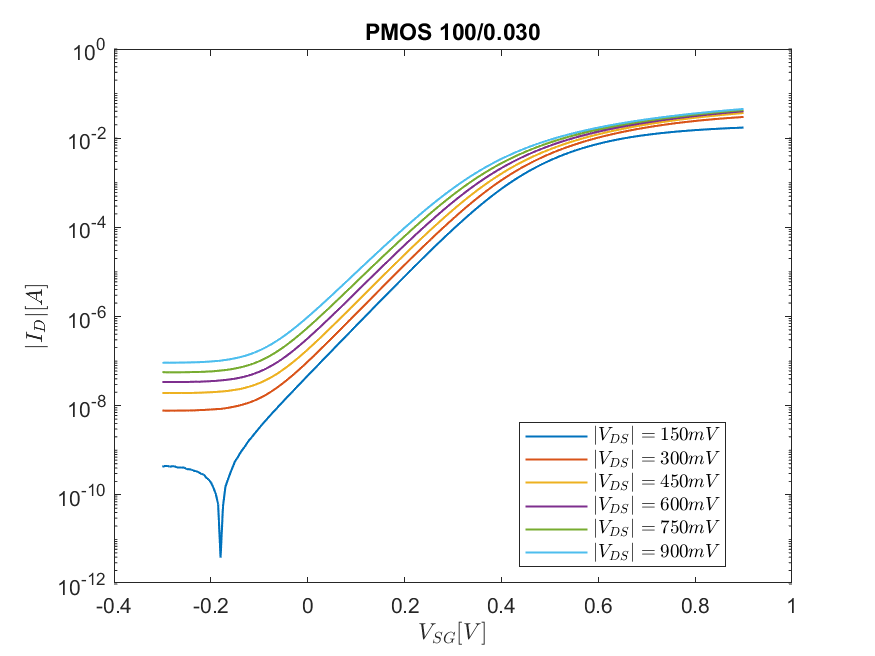 PMOS 100/0.030
10^0
10^-2
10^-4
10^-6
10^-8
10^-10
10^-12
|I_D|[A]
-0.4 -0.2 0 0.2 0.4 0.6 0.8 1
V_SG[V]
|V_DS| = 150mV
|V_DS| = 300mV
|V_DS| = 450mV
|V_DS| = 600mV
|V_DS| = 750mV
|V_DS| = 900mV